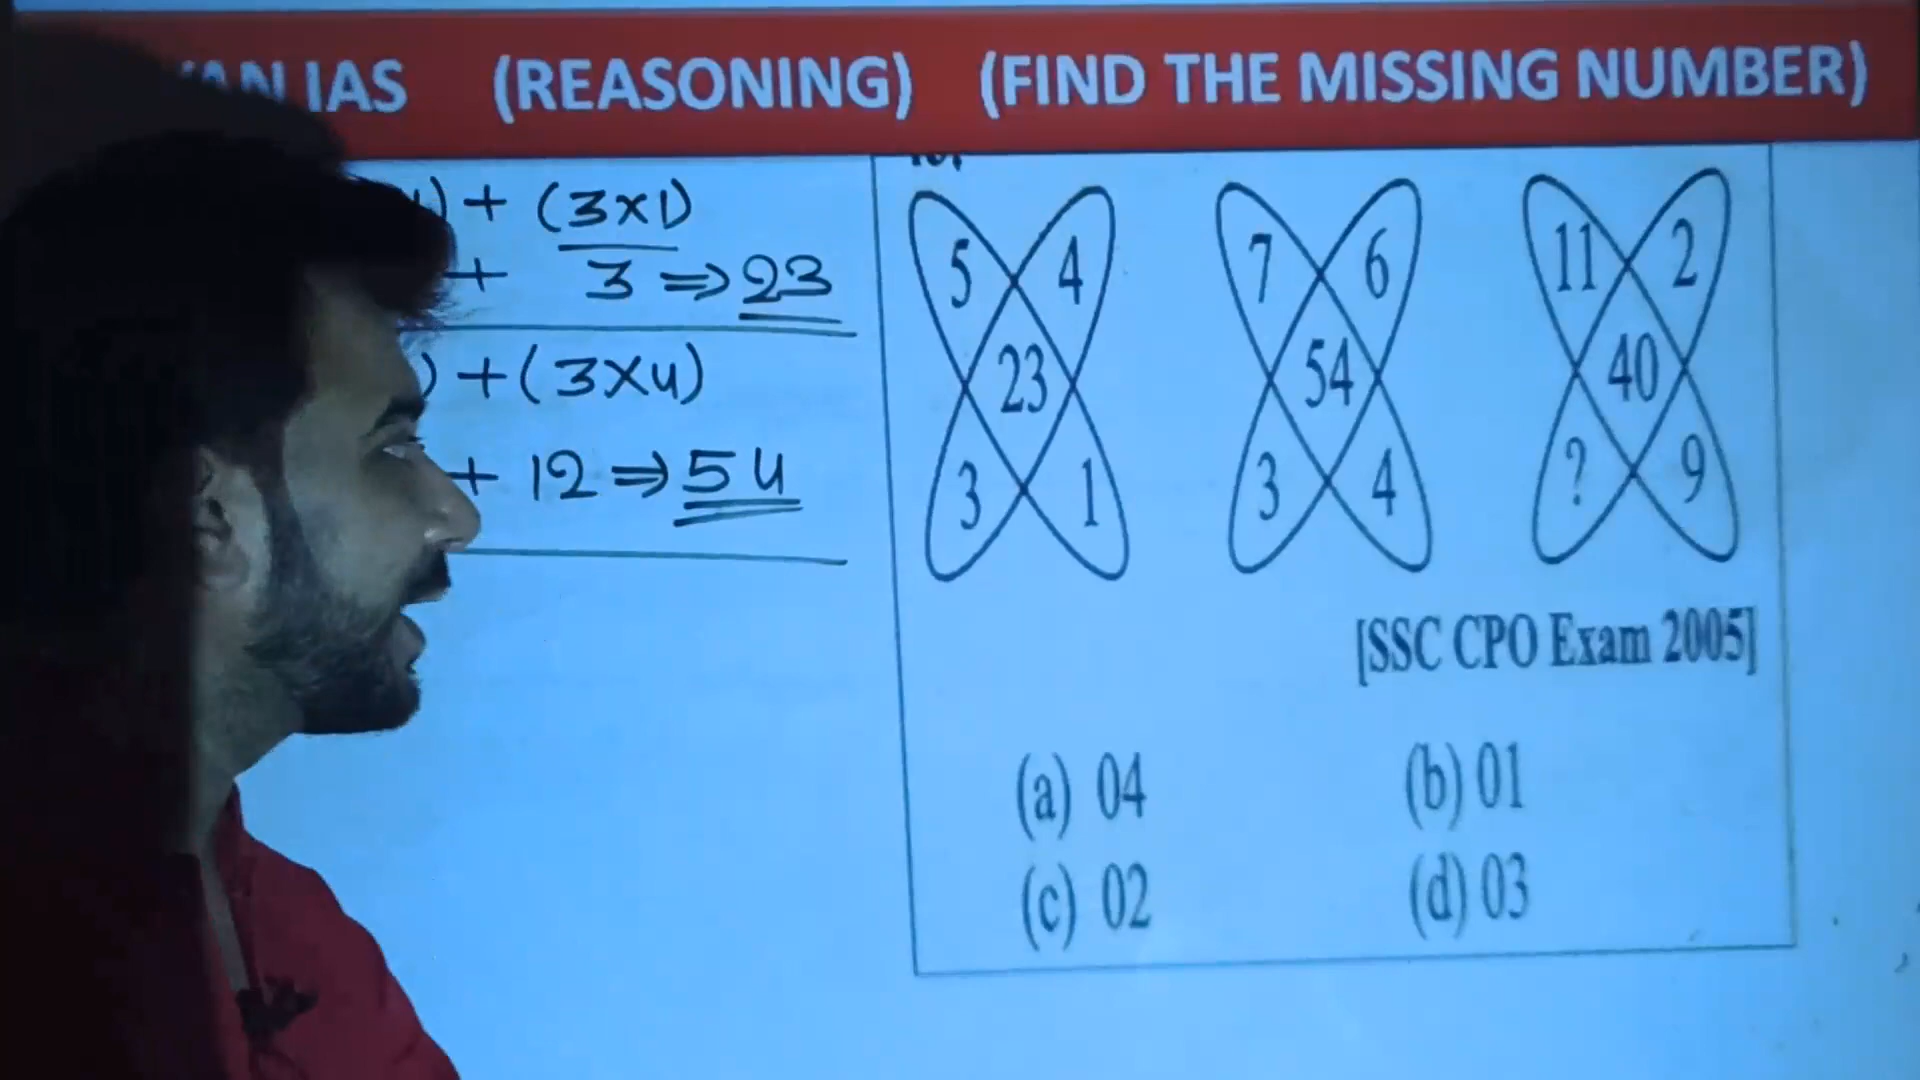 IAS (REASONING) (FIND THE MISSING NUMBER)
) + (3×1)
+ 3 ⇒ 23
) + (3×4)
+ 12 ⇒ 54
5 4
23
3 1
7 6
54
3 4
11 2
40
? 9
[SSC CPO Exam 2005]
(a) 04 (b) 01
(c) 02 (d) 03